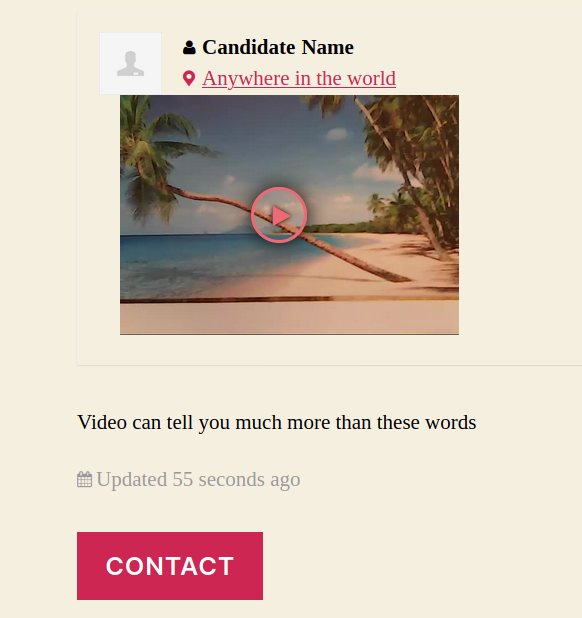 Candidate Name
Anywhere in the world
Video can tell you much more than these words
Updated 55 seconds ago
CONTACT